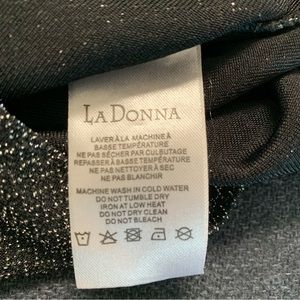 LA DONNA
LAVER À LA MACHINE À
BASSE TEMPÉRATURE
NE PAS SÉCHER PAR CULBUTAGE
REPASSER À BASSE TEMPÉRATURE
NE PAS NETTOYER À SEC
NE PAS BLANCHIR
MACHINE WASH IN COLD WATER
DO NOT TUMBLE DRY
IRON AT LOW HEAT
DO NOT DRY CLEAN
DO NOT BLEACH